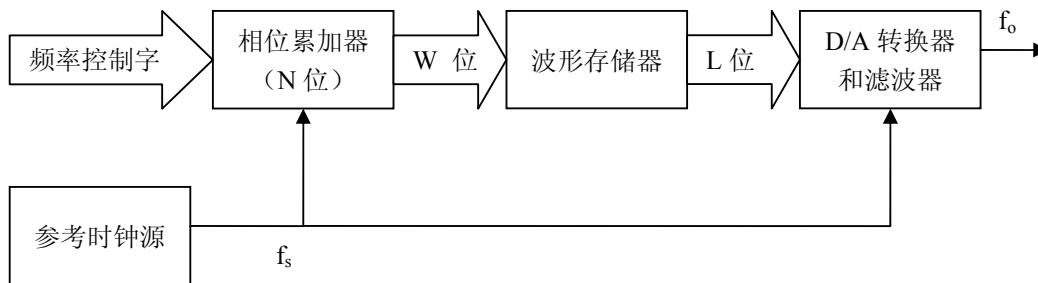 频率控制字
相位累加器
（N 位）
W 位
波形存储器
L 位
D/A 转换器
和滤波器
fo
参考时钟源
fs